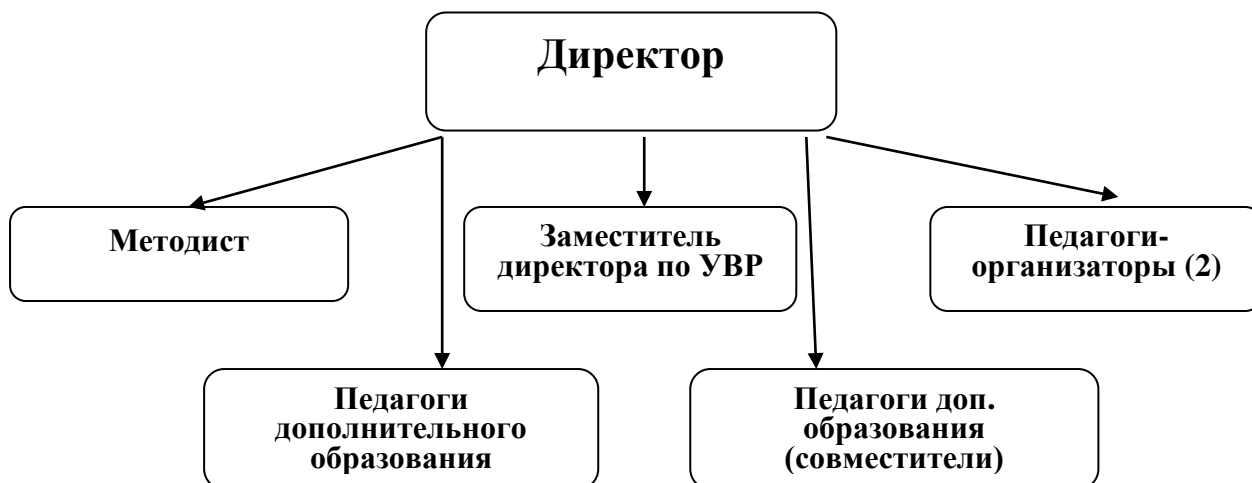 Директор
Методист
Заместитель
директора по УВР
Педагоги-
организаторы (2)
Педагоги
дополнительного
образования
Педагоги доп.
образования
(совместители)